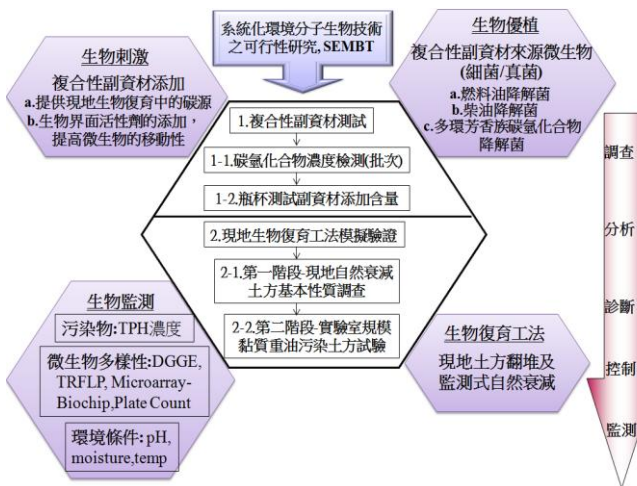 系統化環境分子生物技術
之可行性研究, SEMBT
生物刺激
複合性副資材添加
a.提供現地生物復育中的碳源
b.生物界面活性劑的添加，
提高微生物的移動性
生物優植
複合性副資材來源微生物
(細菌/真菌)
a.燃料油降解菌
b.柴油降解菌
c.多環芳香族碳氫化合物
降解菌
1.複合性副資材測試
1-1.碳氫化合物濃度檢測(批次)
1-2.瓶杯測試副資材添加含量
2.現地生物復育工法模擬驗證
2-1.第一階段-現地自然衰減
土方基本性質調查
2-2.第二階段-實驗室規模
黏質重油污染土方試驗
生物監測
污染物:TPH濃度
微生物多樣性:DGGE,
TRFLP, Microarray-
Biochip,Plate Count
環境條件: pH,
moisture,temp
生物復育工法
現地土方翻堆及
監測式自然衰減
調查
分析
診斷
控制
監測